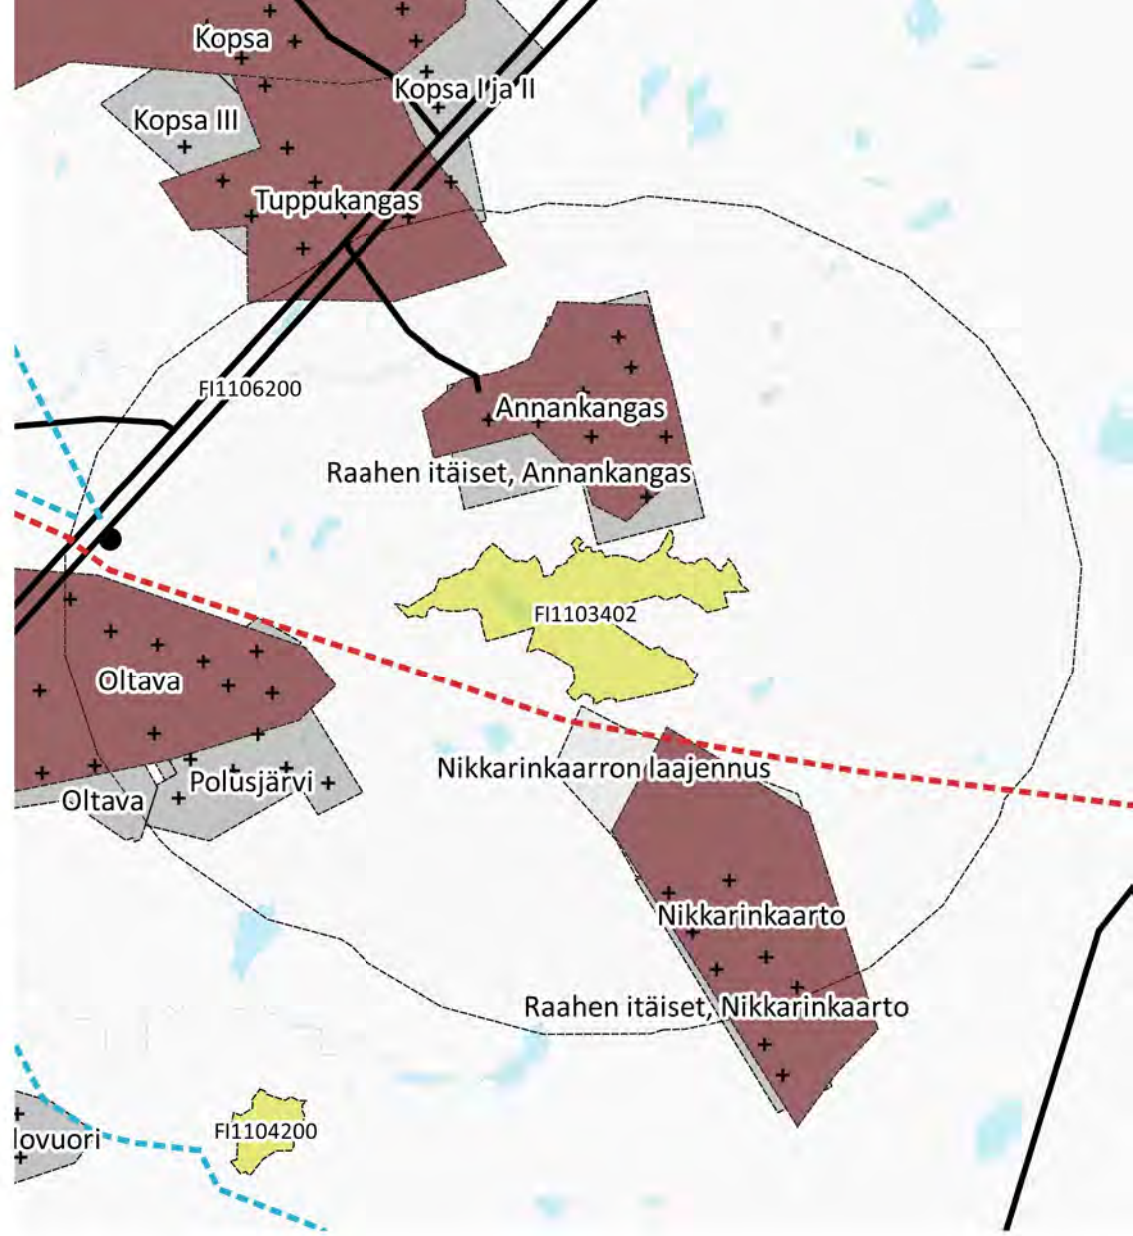 Kopsa
Kopsa I ja II
Kopsa III
Tuppukangas
FI1106200
Annankangas
Raahen itäiset, Annankangas
FI1103402
Oltava
Nikkarinkaarron laajennus
Polusjärvi
Oltava
Nikkarinkaarto
Raahen itäiset, Nikkarinkaarto
FI1104200
lovuori